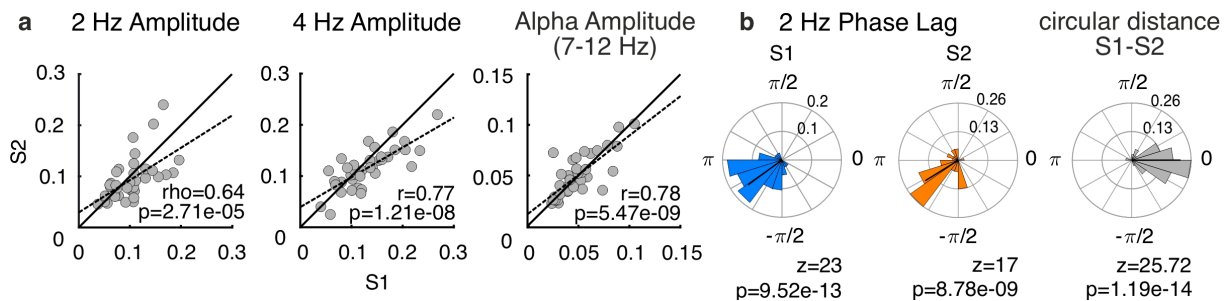 a
2 Hz Amplitude
4 Hz Amplitude
Alpha Amplitude
(7-12 Hz)
0.3
0.2
0.1
0
0
0.1
0.2
0.3
S2
rho=0.64
p=2.71e-05
0.3
0.2
0.1
0
0
0.1
0.2
0.3
S1
r=0.77
p=1.21e-08
0.15
0.1
0.05
0
0
0.05
0.1
0.15
r=0.78
p=5.47e-09
b
2 Hz Phase Lag
circular distance
S1-S2
S1
π/2
0.2
0.1
π
0
-π/2
z=23
p=9.52e-13
S2
π/2
0.26
0.13
π
0
-π/2
z=17
p=8.78e-09
π/2
0.26
0.13
π
0
-π/2
z=25.72
p=1.19e-14